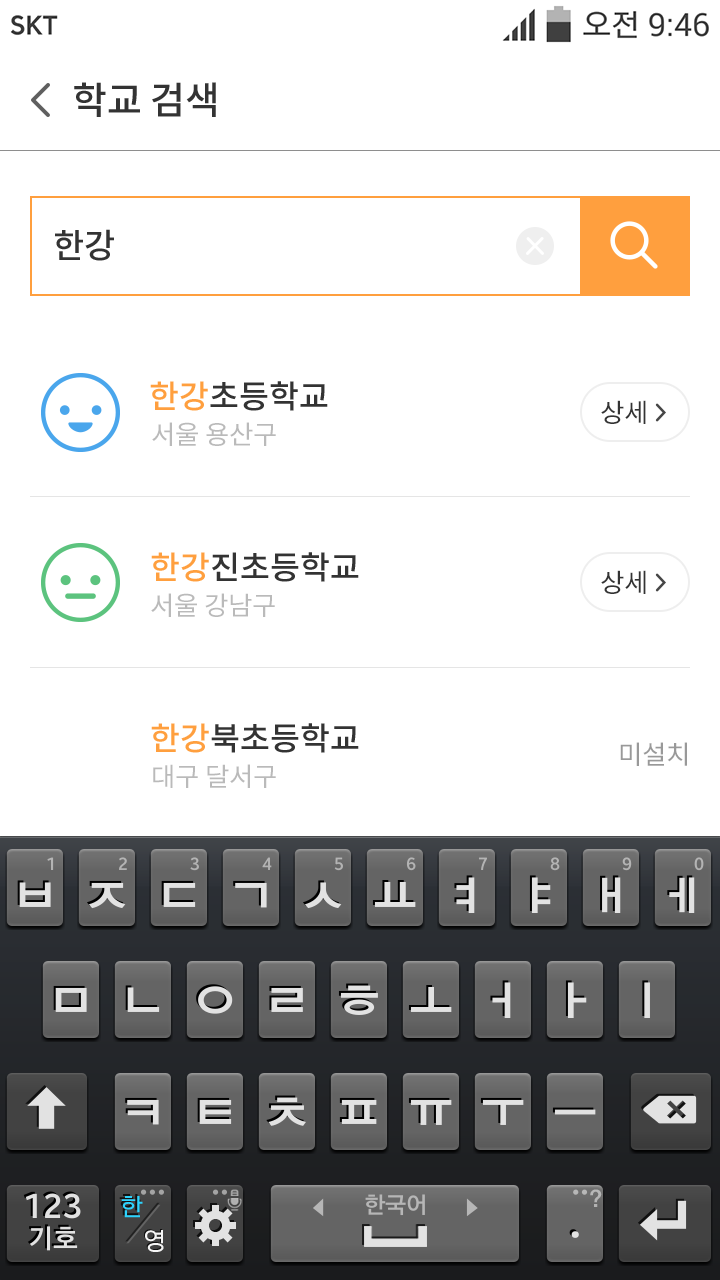 SKT 오전 9:46
학교 검색
한강
한강초등학교
서울 용산구
상세
한강진초등학교
서울 강남구
상세
한강북초등학교
대구 달서구
미설치
1 2 3 4 5 6 7 8 9 0
ㅂ ㅈ ㄷ ㄱ ㅅ ㅛ ㅕ ㅑ ㅐ ㅔ
ㅁ ㄴ ㅇ ㄹ ㅎ ㅗ ㅓ ㅏ ㅣ
ㅋ ㅌ ㅊ ㅍ ㅠ ㅜ ㅡ
123
기호
한/영
한국어
. ?